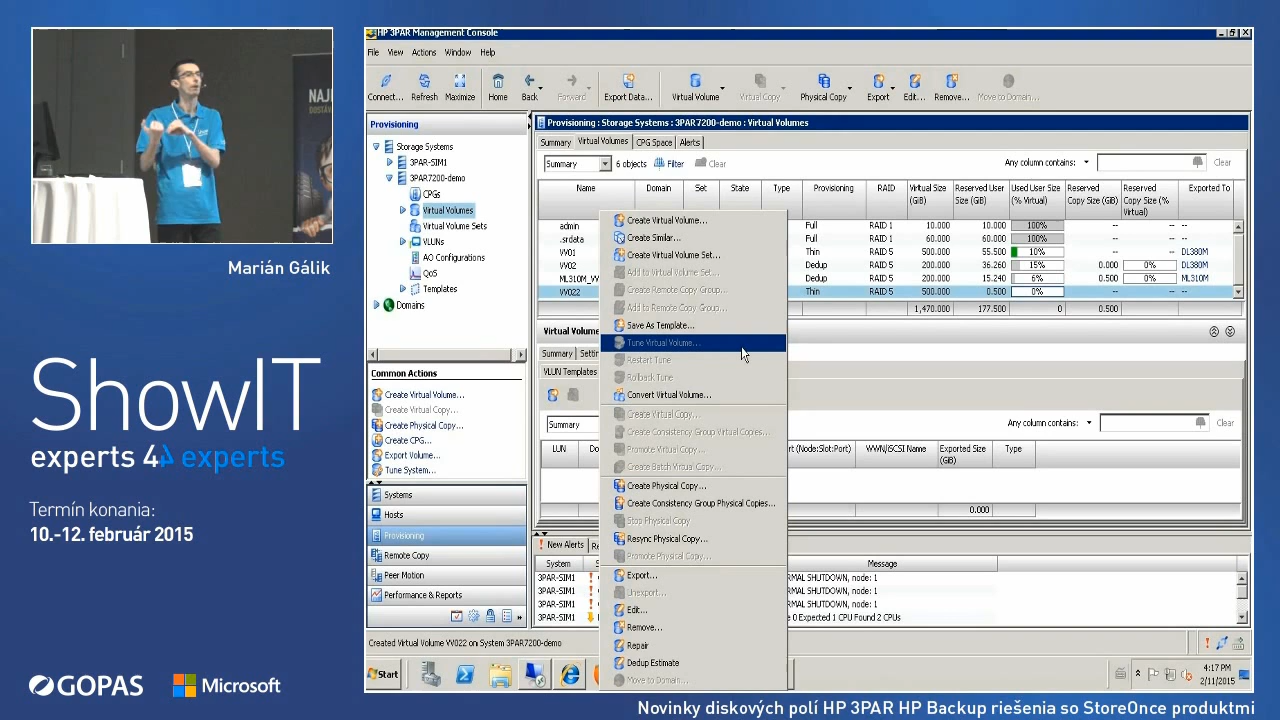 HP 3PAR Management Console
File View Actions Window Help
Connect... Refresh Maximize Home Back Forward Export Data... Virtual Volume Virtual Copy Physical Copy Export Edit... Remove... Move to Domain...
Provisioning
Storage Systems
3PAR-SIM1
3PAR7200-demo
CPGs
Virtual Volumes
Virtual Volume Sets
VLUNs
AO Configurations
QoS
Templates
Domains
Common Actions
Create Virtual Volume...
Create Virtual Copy...
Create Physical Copy...
Create CPG...
Export Volume...
Tune System...
Systems
Hosts
Provisioning
Remote Copy
Peer Motion
Performance & Reports
Provisioning : Storage Systems : 3PAR7200-demo : Virtual Volumes
Summary Virtual Volumes CPG Space Alerts
Summary 6 objects Filter Clear Any column contains: Clear
Name Domain Set State Type Provisioning RAID Virtual Size (GiB) Reserved User Size (GiB) Used User Size (% Virtual) Reserved Copy Size (GiB) Reserved Copy Size (% Virtual) Exported To
admin Full RAID 1 10.000 10.000 100% -- -- --
.srdata Full RAID 1 60.000 60.000 100% -- -- --
VV01 Thin RAID 5 500.000 55.500 10% -- -- DL380M
VV02 Dedup RAID 5 200.000 36.260 15% 0.000 0% DL380M
ML310M_VV Dedup RAID 5 200.000 15.240 6% 0.500 0% ML310M
VV022 Thin RAID 5 500.000 0.500 0% -- -- --
1,470.000 177.500 0.500
Create Virtual Volume...
Create Similar...
Create Virtual Volume Set...
Add to Virtual Volume Set...
Create Remote Copy Group...
Add to Remote Copy Group...
Save As Template...
Tune Virtual Volume...
Restart Tune
Rollback Tune
Convert Virtual Volume...
Create Virtual Copy...
Create Consistency Group Virtual Copies...
Promote Virtual Copy...
Create Batch Virtual Copy...
Create Physical Copy...
Create Consistency Group Physical Copies...
Stop Physical Copy
Resync Physical Copy...
Promote Physical Copy...
Export...
Unexport...
Edit...
Remove...
Repair
Dedup Estimate
Move to Domain...
Virtual Volume
Summary Settin
VLUN Templates
Summary Any column contains: Clear
LUN Do rt (Node:Slot:Port) WWN/iSCSI Name Exported Size (GiB) Type
0.000
New Alerts Re
System S Message
3PAR-SIM1 RMAL SHUTDOWN, node: 1
3PAR-SIM1 RMAL SHUTDOWN, node: 1
3PAR-SIM1 RMAL SHUTDOWN, node: 1
3PAR-SIM1 e 0 Expected 1 CPU Found 2 CPUs
Created Virtual Volume VV022 on System 3PAR7200-demo
Start
4:17 PM
2/11/2015
NAJ
Marián Gálik
ShowIT
experts 4 experts
Termín konania:
10.-12. február 2015
GOPAS Microsoft
Novinky diskových polí HP 3PAR HP Backup riešenia so StoreOnce produktmi